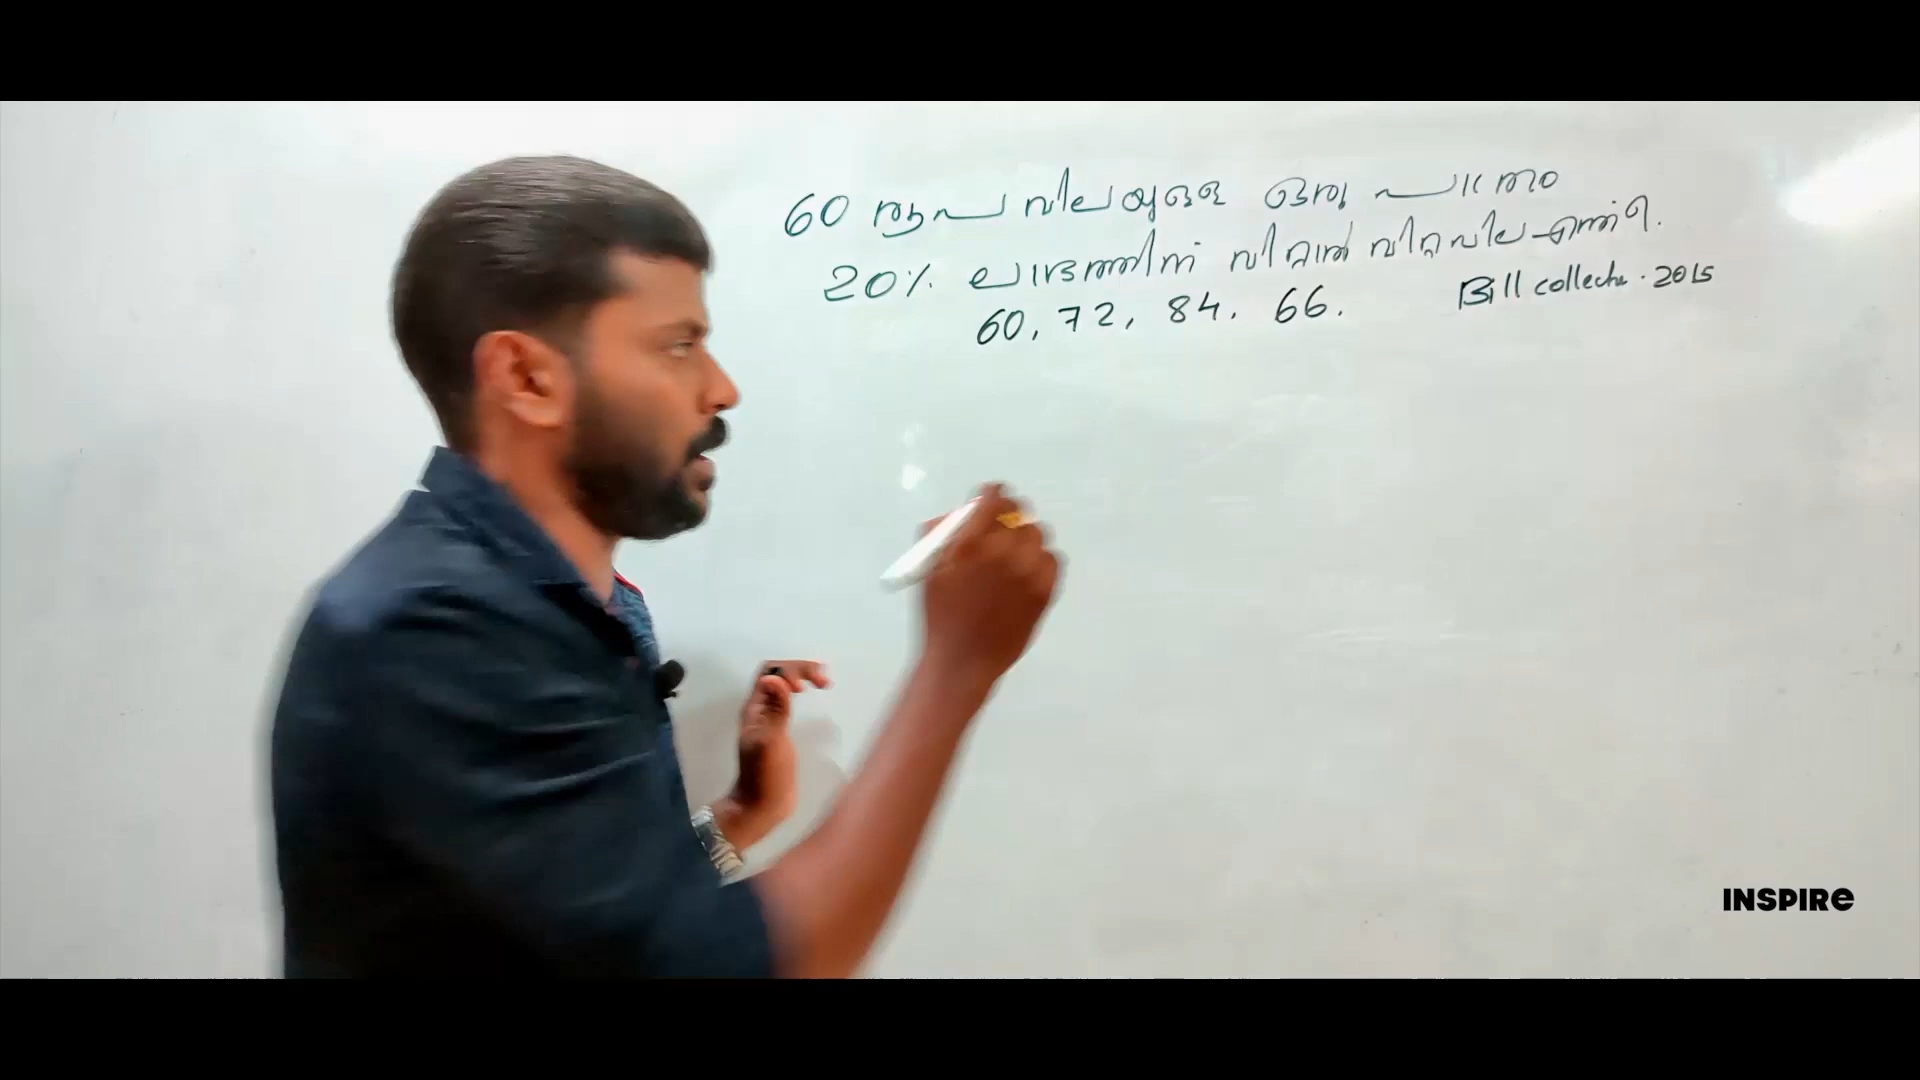 60 രൂപ വിലയുള്ള ഒരു പാത്രം
20% ലാഭത്തിന് വിറ്റാൽ വിറ്റവില എന്ത്.
60, 72, 84. 66.
Bill collector. 2015
INSPIRE